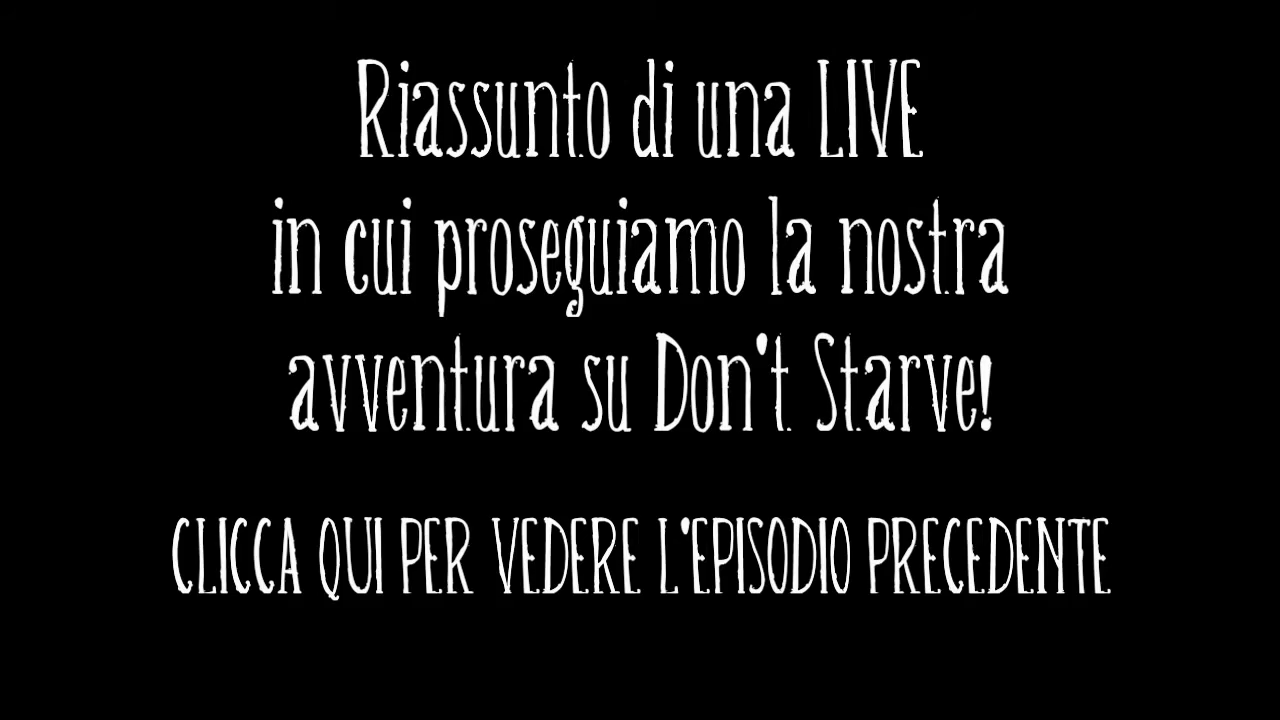 Riassunto di una LIVE
in cui proseguiamo la nostra
avventura su Don't Starve!
CLICCA QUI PER VEDERE L'EPISODIO PRECEDENTE